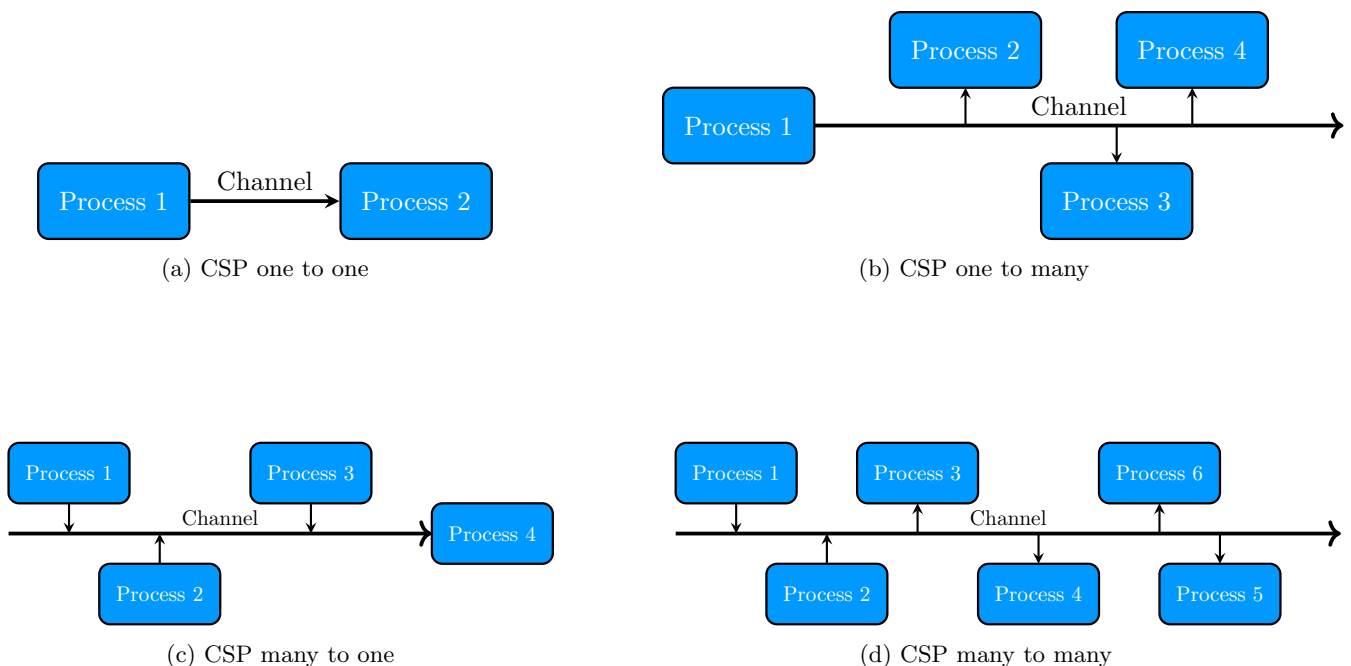 Process 1
Channel
Process 2
(a) CSP one to one
Process 2
Process 4
Process 1
Channel
Process 3
(b) CSP one to many
Process 1
Process 3
Channel
Process 4
Process 2
(c) CSP many to one
Process 1
Process 3
Process 6
Channel
Process 2
Process 4
Process 5
(d) CSP many to many